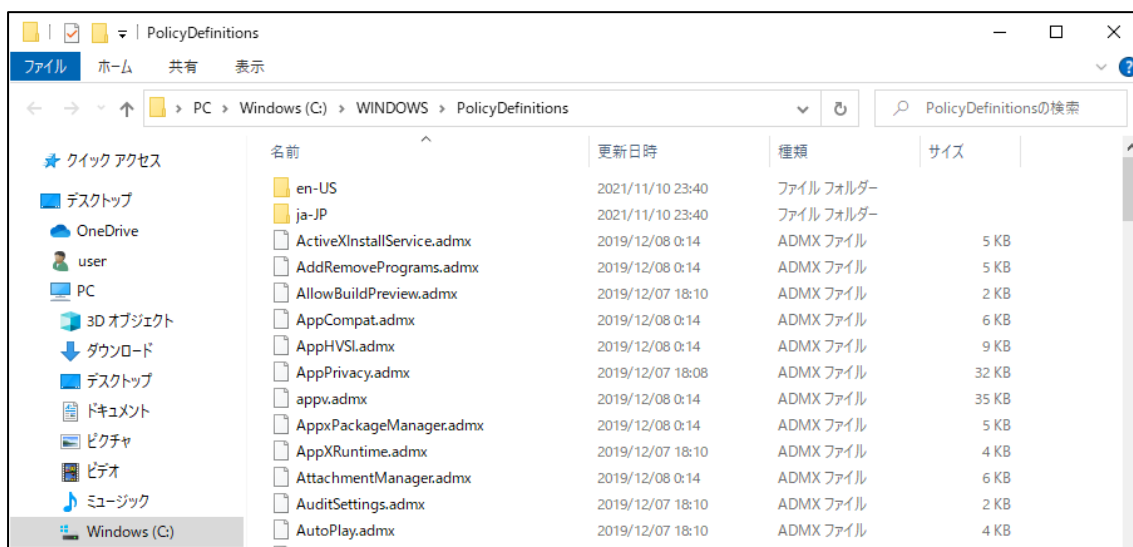 PolicyDefinitions
ファイル ホーム 共有 表示
PC > Windows (C:) > WINDOWS > PolicyDefinitions PolicyDefinitionsの検索
名前 更新日時 種類 サイズ
クイック アクセス
デスクトップ
OneDrive
user
PC
3D オブジェクト
ダウンロード
デスクトップ
ドキュメント
ピクチャ
ビデオ
ミュージック
Windows (C:)
en-US 2021/11/10 23:40 ファイル フォルダー
ja-JP 2021/11/10 23:40 ファイル フォルダー
ActiveXInstallService.admx 2019/12/08 0:14 ADMX ファイル 5 KB
AddRemovePrograms.admx 2019/12/08 0:14 ADMX ファイル 5 KB
AllowBuildPreview.admx 2019/12/07 18:10 ADMX ファイル 2 KB
AppCompat.admx 2019/12/08 0:14 ADMX ファイル 6 KB
AppHVSI.admx 2019/12/08 0:14 ADMX ファイル 9 KB
AppPrivacy.admx 2019/12/07 18:08 ADMX ファイル 32 KB
appv.admx 2019/12/08 0:14 ADMX ファイル 35 KB
AppxPackageManager.admx 2019/12/08 0:14 ADMX ファイル 5 KB
AppXRuntime.admx 2019/12/07 18:10 ADMX ファイル 4 KB
AttachmentManager.admx 2019/12/08 0:14 ADMX ファイル 6 KB
AuditSettings.admx 2019/12/07 18:10 ADMX ファイル 2 KB
AutoPlay.admx 2019/12/07 18:10 ADMX ファイル 4 KB